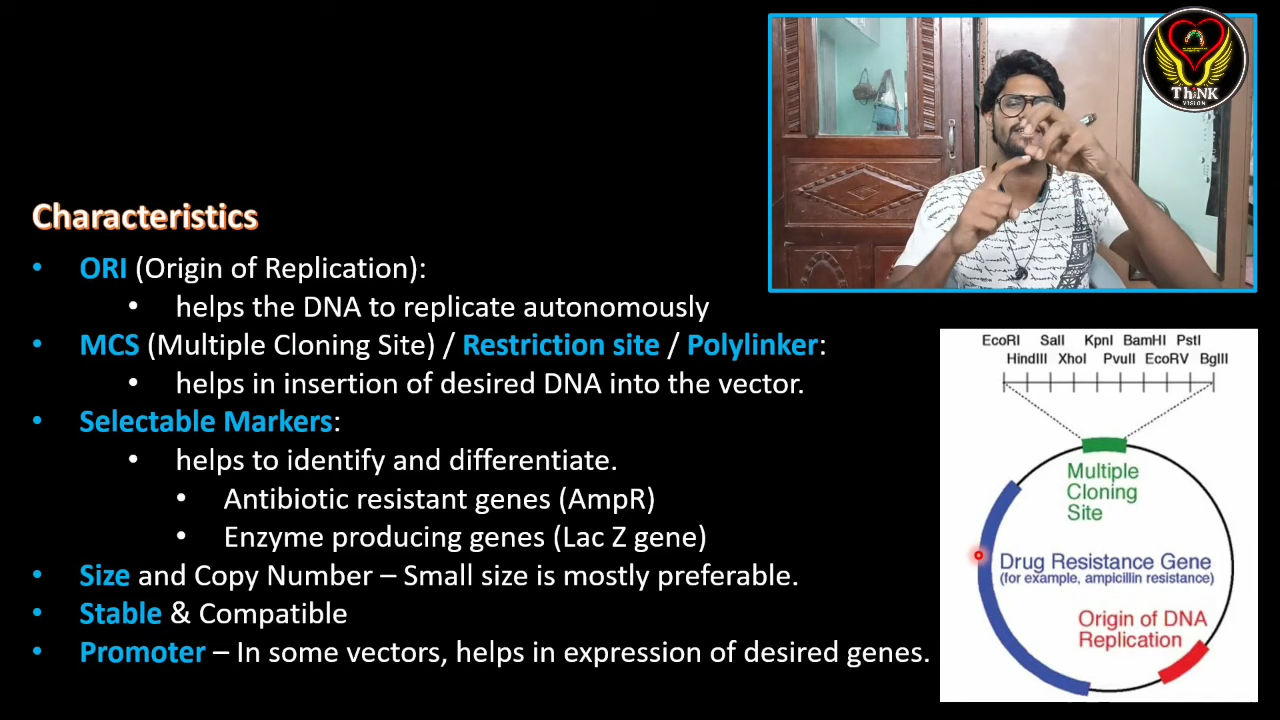 ThiNK
VISION
Characteristics
• ORI (Origin of Replication):
• helps the DNA to replicate autonomously
• MCS (Multiple Cloning Site) / Restriction site / Polylinker:
• helps in insertion of desired DNA into the vector.
• Selectable Markers:
• helps to identify and differentiate.
• Antibiotic resistant genes (AmpR)
• Enzyme producing genes (Lac Z gene)
• Size and Copy Number – Small size is mostly preferable.
• Stable & Compatible
• Promoter – In some vectors, helps in expression of desired genes.
EcoRI SalI KpnI BamHI PstI
HindIII XhoI PvuII EcoRV BglII
Multiple
Cloning
Site
Drug Resistance Gene
(for example, ampicillin resistance)
Origin of DNA
Replication